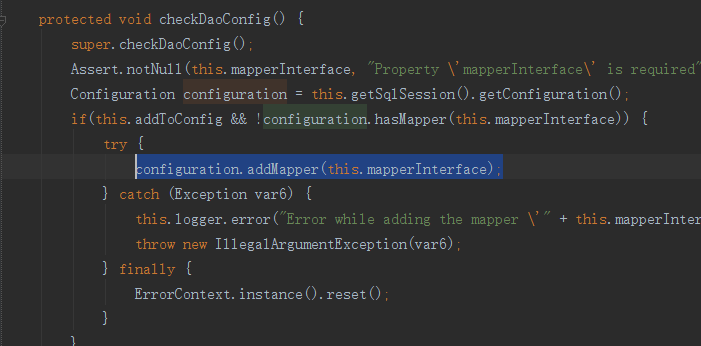 protected void checkDaoConfig() {
super.checkDaoConfig();
Assert.notNull(this.mapperInterface, "Property \'mapperInterface\' is required"
Configuration configuration = this.getSqlSession().getConfiguration();
if(this.addToConfig && !configuration.hasMapper(this.mapperInterface)) {
try {
configuration.addMapper(this.mapperInterface);
} catch (Exception var6) {
this.logger.error("Error while adding the mapper \'" + this.mapperInter
throw new IllegalArgumentException(var6);
} finally {
ErrorContext.instance().reset();
}
}